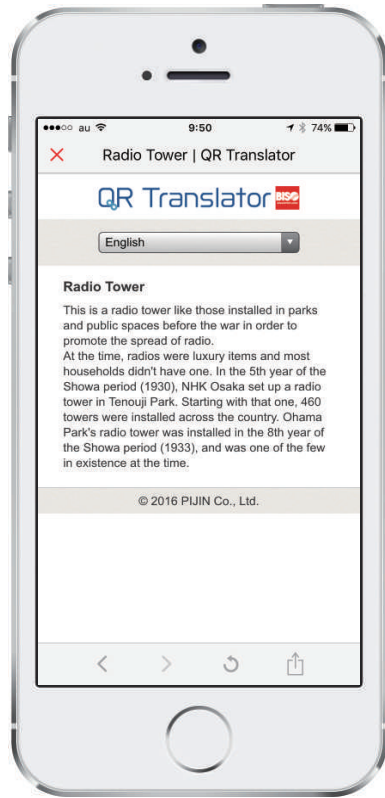 au 9:50 74%
Radio Tower | QR Translator
QR Translator
English
Radio Tower
This is a radio tower like those installed in parks
and public spaces before the war in order to
promote the spread of radio.
At the time, radios were luxury items and most
households didn't have one. In the 5th year of the
Showa period (1930), NHK Osaka set up a radio
tower in Tenouji Park. Starting with that one, 460
towers were installed across the country. Ohama
Park's radio tower was installed in the 8th year of
the Showa period (1933), and was one of the few
in existence at the time.
© 2016 PIJIN Co., Ltd.